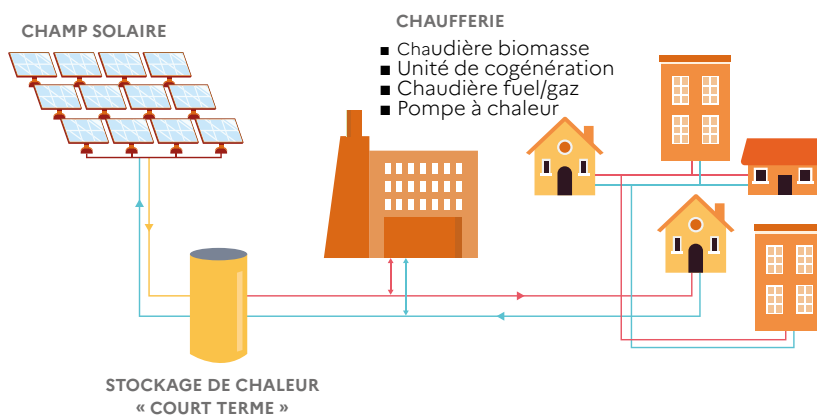 CHAMP SOLAIRE
CHAUFFERIE
■ Chaudière biomasse
■ Unité de cogénération
■ Chaudière fuel/gaz
■ Pompe à chaleur
STOCKAGE DE CHALEUR
« COURT TERME »